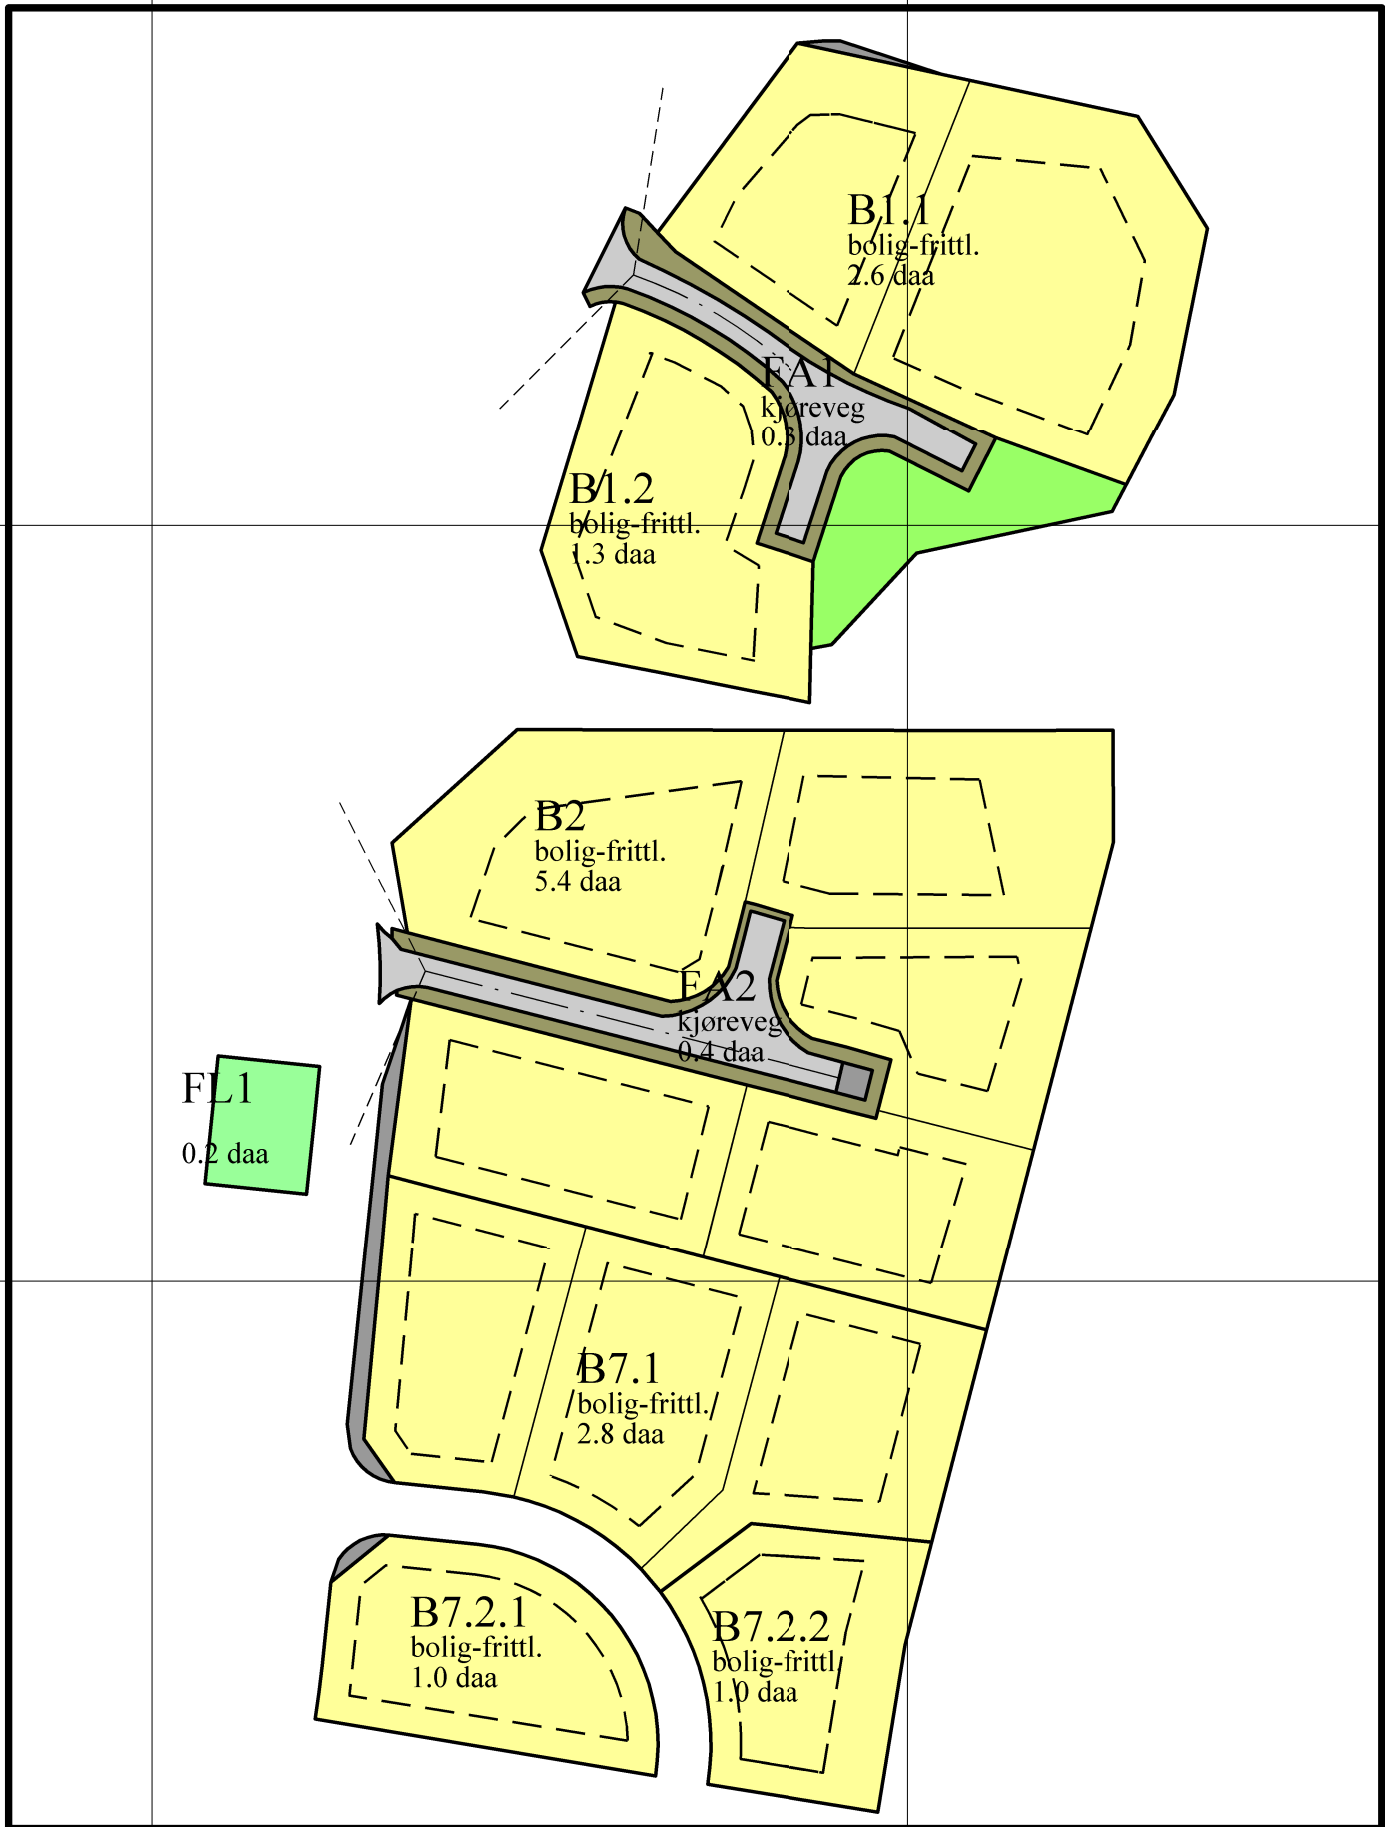 B1.1
bolig-frittl.
2.6 daa
FA1
kjøreveg
0.3 daa
B1.2
bolig-frittl.
1.3 daa
B2
bolig-frittl.
5.4 daa
FA2
kjøreveg
0.4 daa
FL1
0.2 daa
B7.1
bolig-frittl.
2.8 daa
B7.2.1
bolig-frittl.
1.0 daa
B7.2.2
bolig-frittl.
1.0 daa